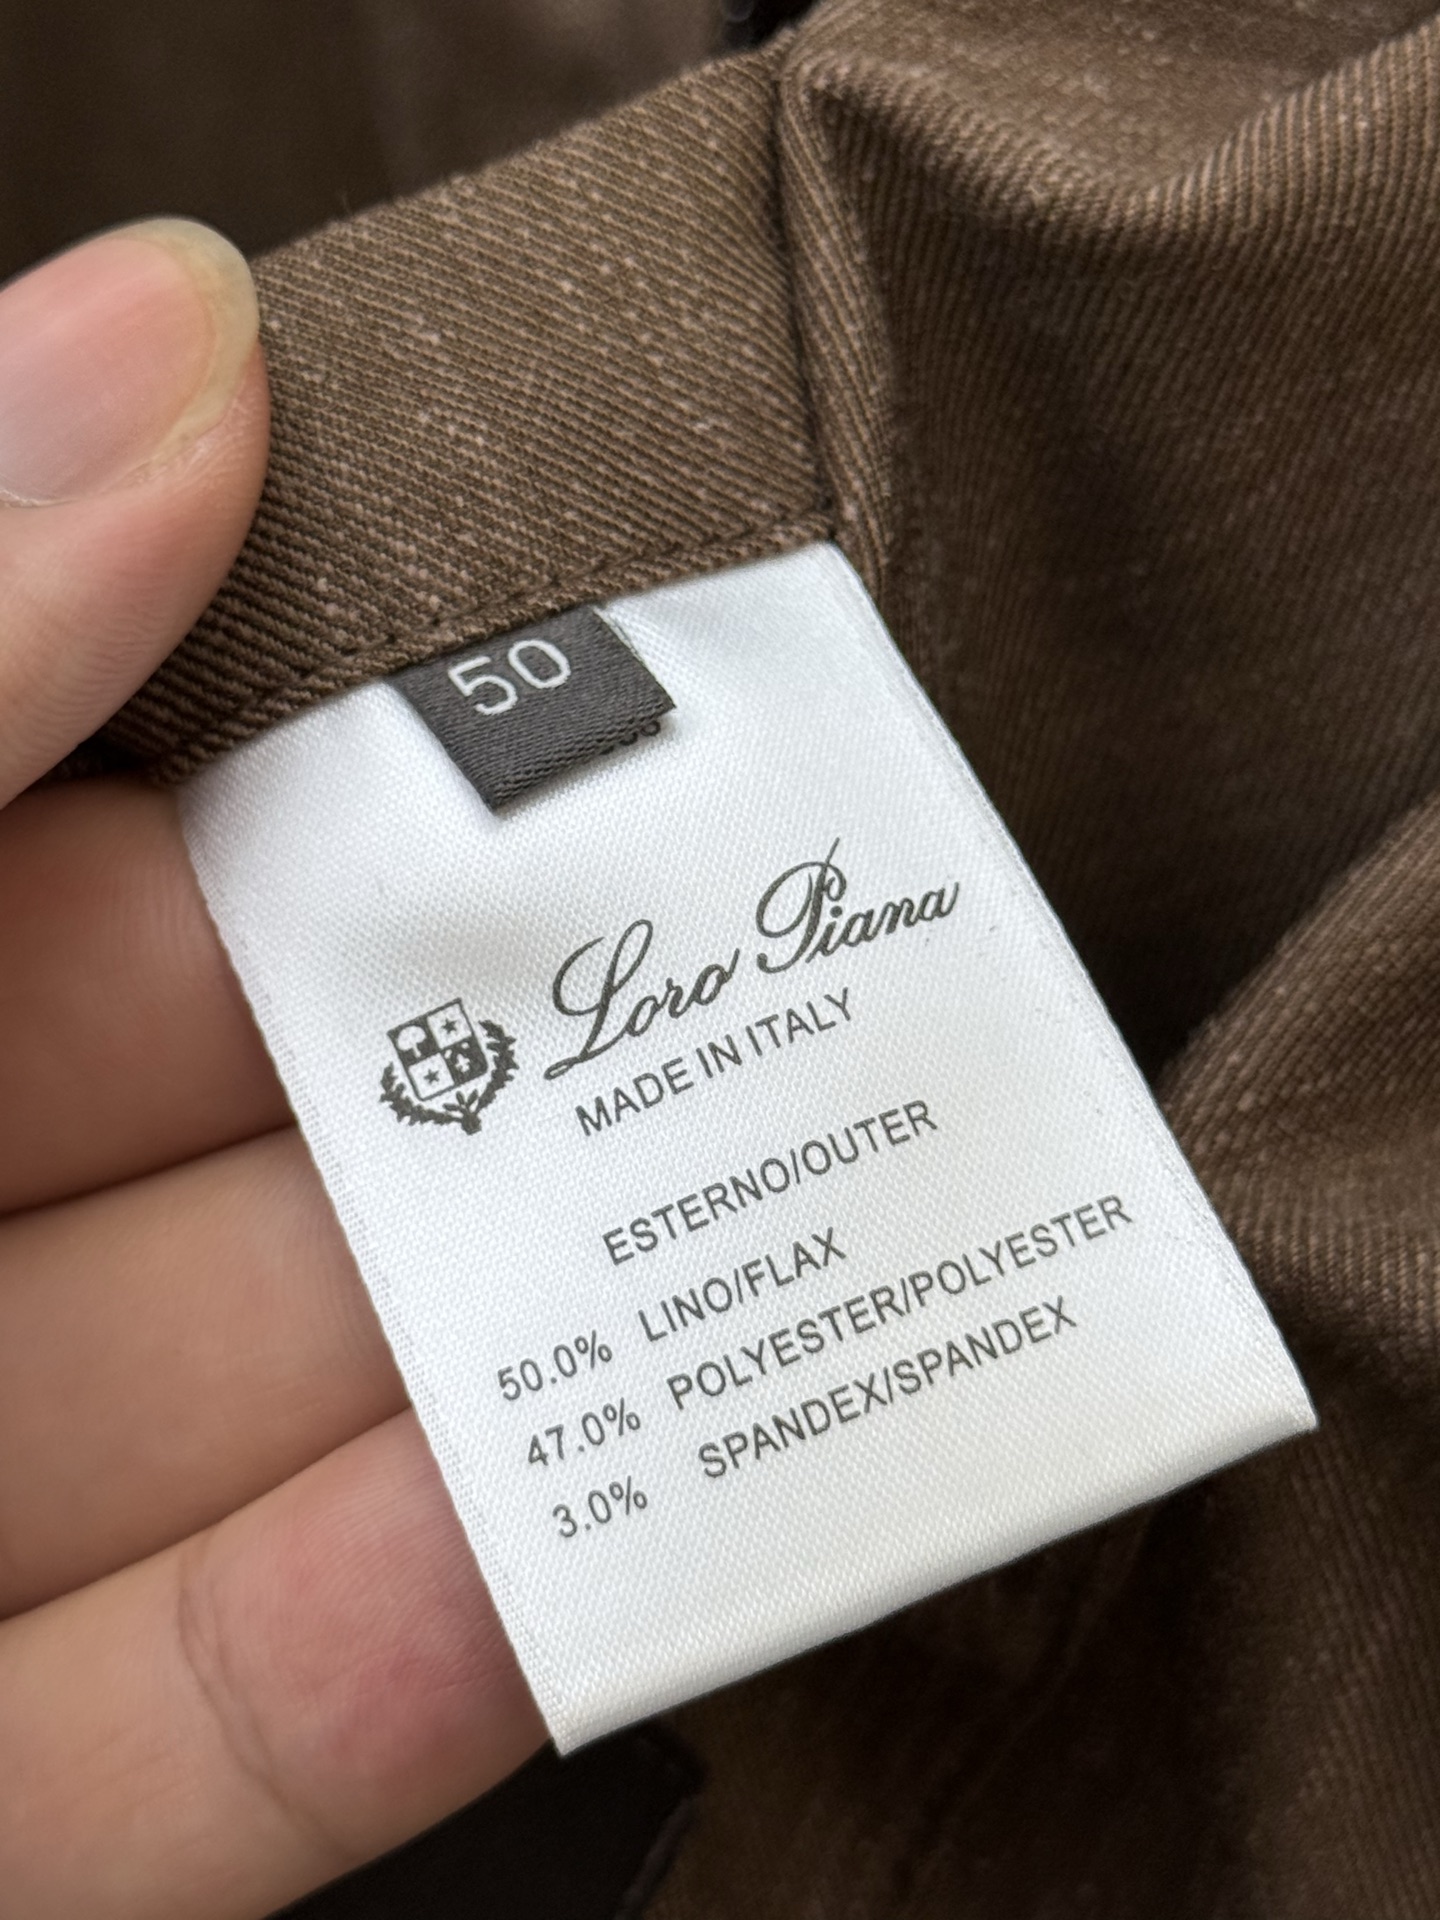 50
Loro Piana
MADE IN ITALY
ESTERNO/OUTER
50.0% LINO/FLAX
47.0% POLYESTER/POLYESTER
3.0% SPANDEX/SPANDEX